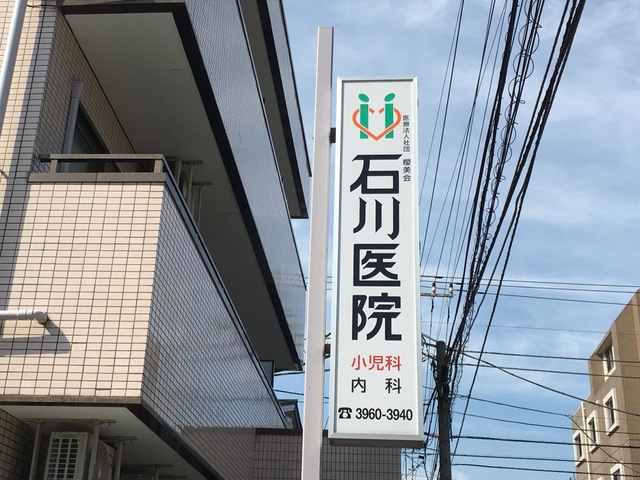 医療法人社団 櫻美会
石川医院
小児科
内科
☎ 3960-3940